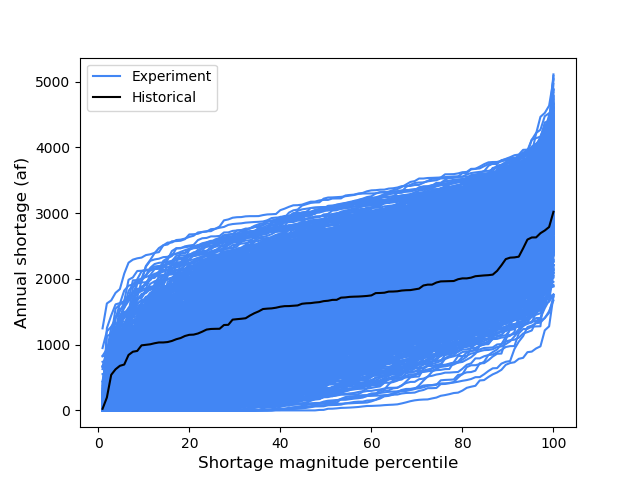 Experiment
Historical
5000
4000
3000
2000
1000
0
Annual shortage (af)
0 20 40 60 80 100
Shortage magnitude percentile